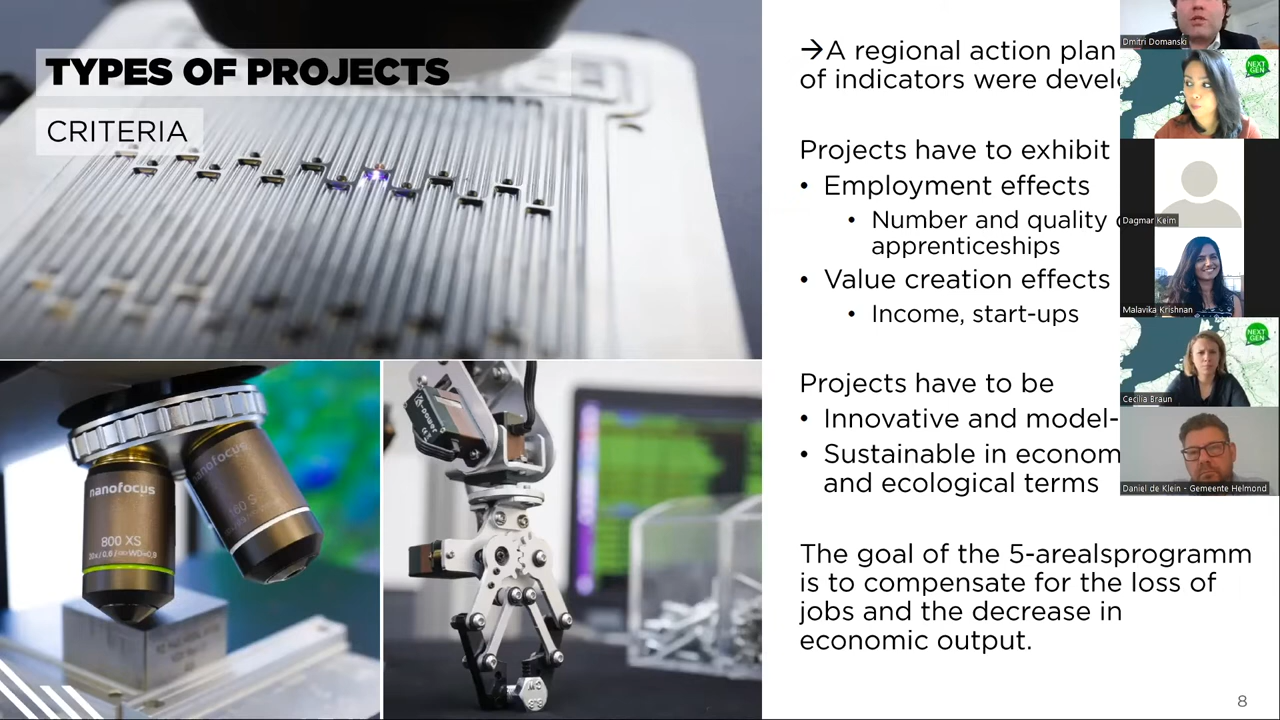 TYPES OF PROJECTS
CRITERIA
→A regional action plan
of indicators were devel
Projects have to exhibit
• Employment effects
• Number and quality
apprenticeships
• Value creation effects
• Income, start-ups
Projects have to be
• Innovative and model-
• Sustainable in econom
and ecological terms
The goal of the 5-arealsprogramm
is to compensate for the loss of
jobs and the decrease in
economic output.
8
Dmitri Domanski
NEXT
GEN
Dagmar Keim
Malavika Krishnan
NEXT
GEN
Cecilia Braun
Daniel de Klein - Gemeente Helmond
nanofocus
800 XS
nanofocus